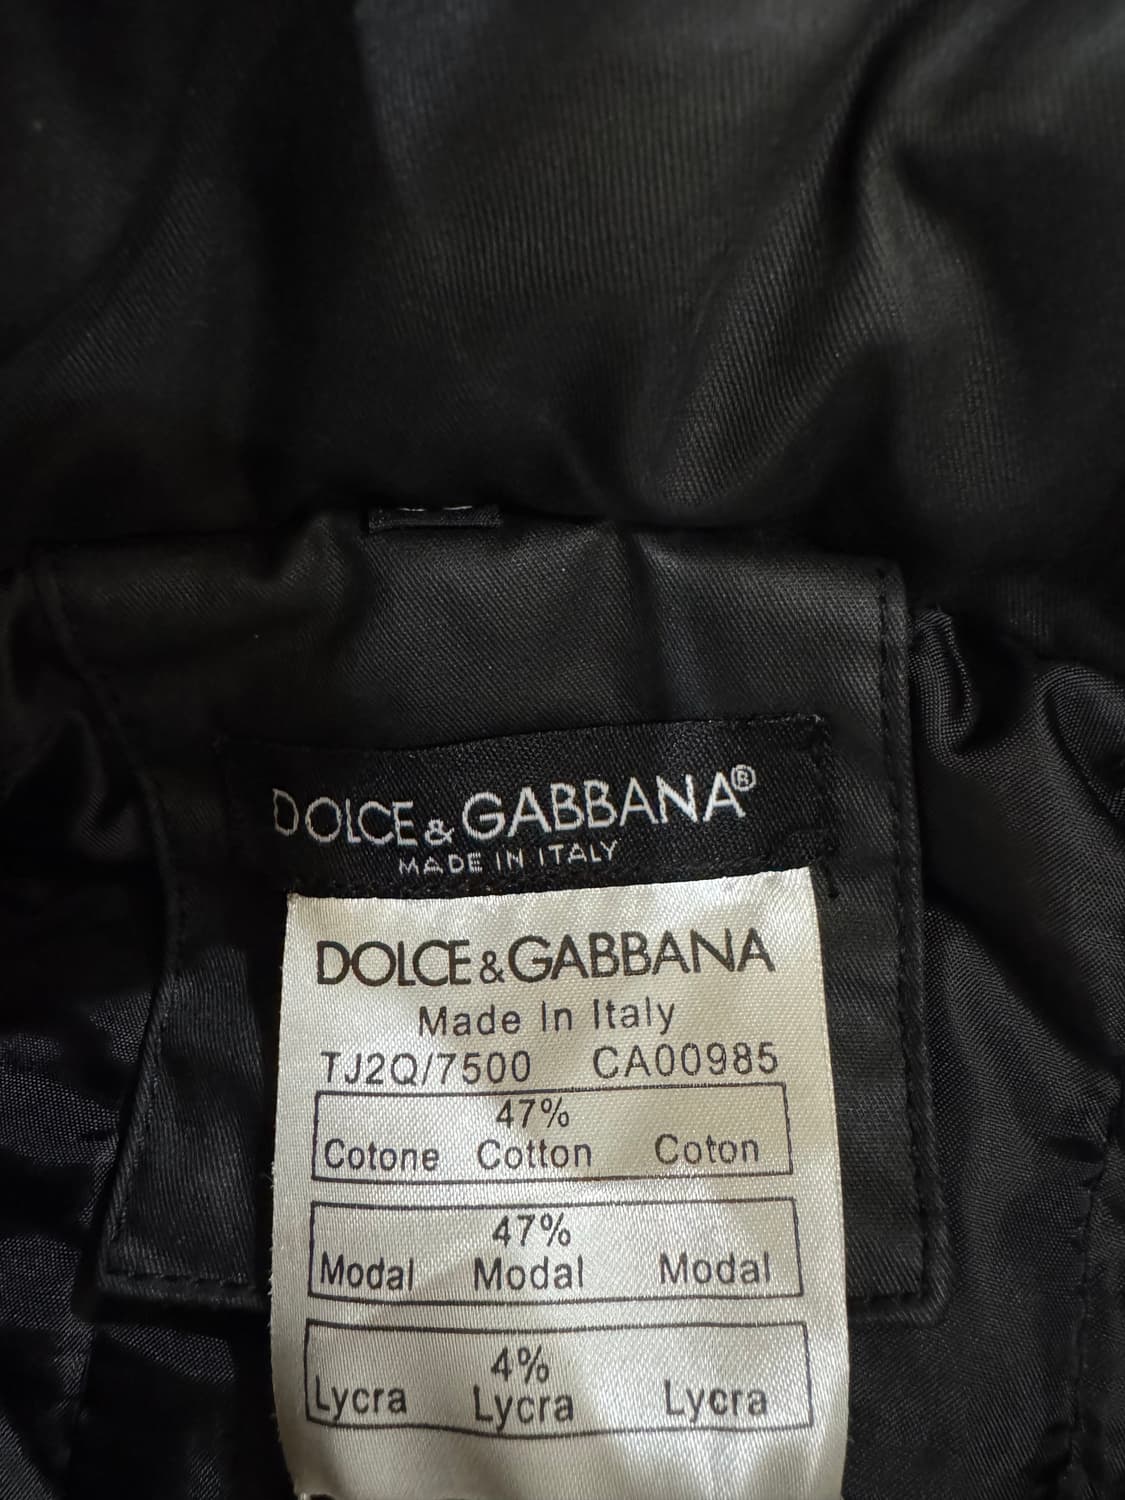 DOLCE & GABBANA®
MADE IN ITALY
DOLCE & GABBANA
Made In Italy
TJ2Q/7500 CA00985
47%
Cotone Cotton Coton
47%
Modal Modal Modal
4%
Lycra Lycra Lycra